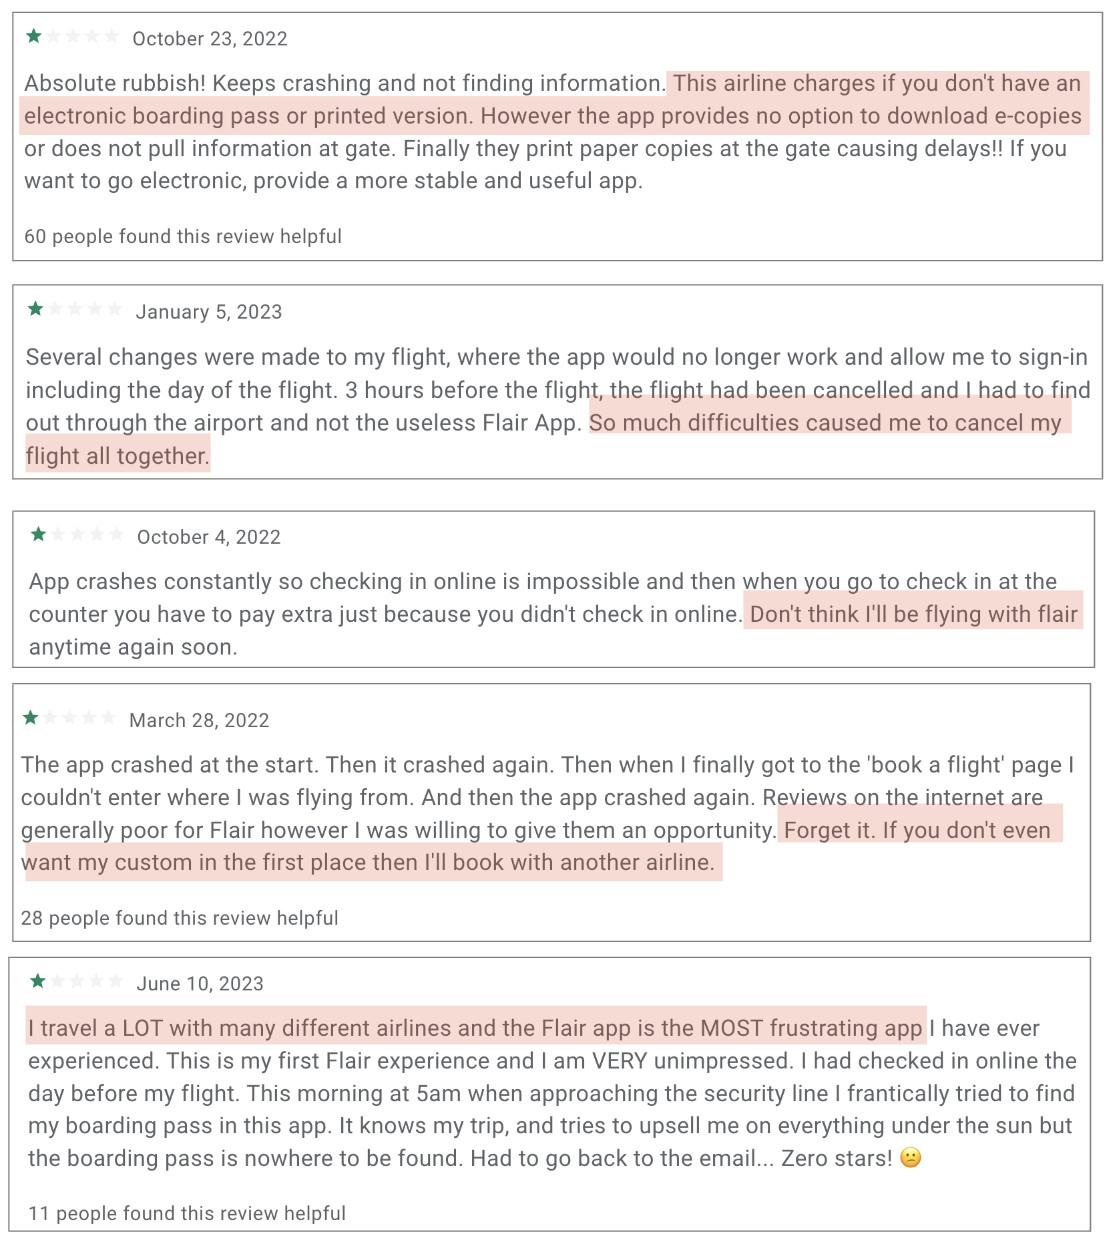 October 23, 2022
Absolute rubbish! Keeps crashing and not finding information. This airline charges if you don't have an
electronic boarding pass or printed version. However the app provides no option to download e-copies
or does not pull information at gate. Finally they print paper copies at the gate causing delays!! If you
want to go electronic, provide a more stable and useful app.
60 people found this review helpful
January 5, 2023
Several changes were made to my flight, where the app would no longer work and allow me to sign-in
including the day of the flight. 3 hours before the flight, the flight had been cancelled and I had to find
out through the airport and not the useless Flair App. So much difficulties caused me to cancel my
flight all together.
October 4, 2022
App crashes constantly so checking in online is impossible and then when you go to check in at the
counter you have to pay extra just because you didn't check in online. Don't think I'll be flying with flair
anytime again soon.
March 28, 2022
The app crashed at the start. Then it crashed again. Then when I finally got to the 'book a flight' page I
couldn't enter where I was flying from. And then the app crashed again. Reviews on the internet are
generally poor for Flair however I was willing to give them an opportunity. Forget it. If you don't even
want my custom in the first place then I'll book with another airline.
28 people found this review helpful
June 10, 2023
I travel a LOT with many different airlines and the Flair app is the MOST frustrating app I have ever
experienced. This is my first Flair experience and I am VERY unimpressed. I had checked in online the
day before my flight. This morning at 5am when approaching the security line I frantically tried to find
my boarding pass in this app. It knows my trip, and tries to upsell me on everything under the sun but
the boarding pass is nowhere to be found. Had to go back to the email... Zero stars! 😕
11 people found this review helpful